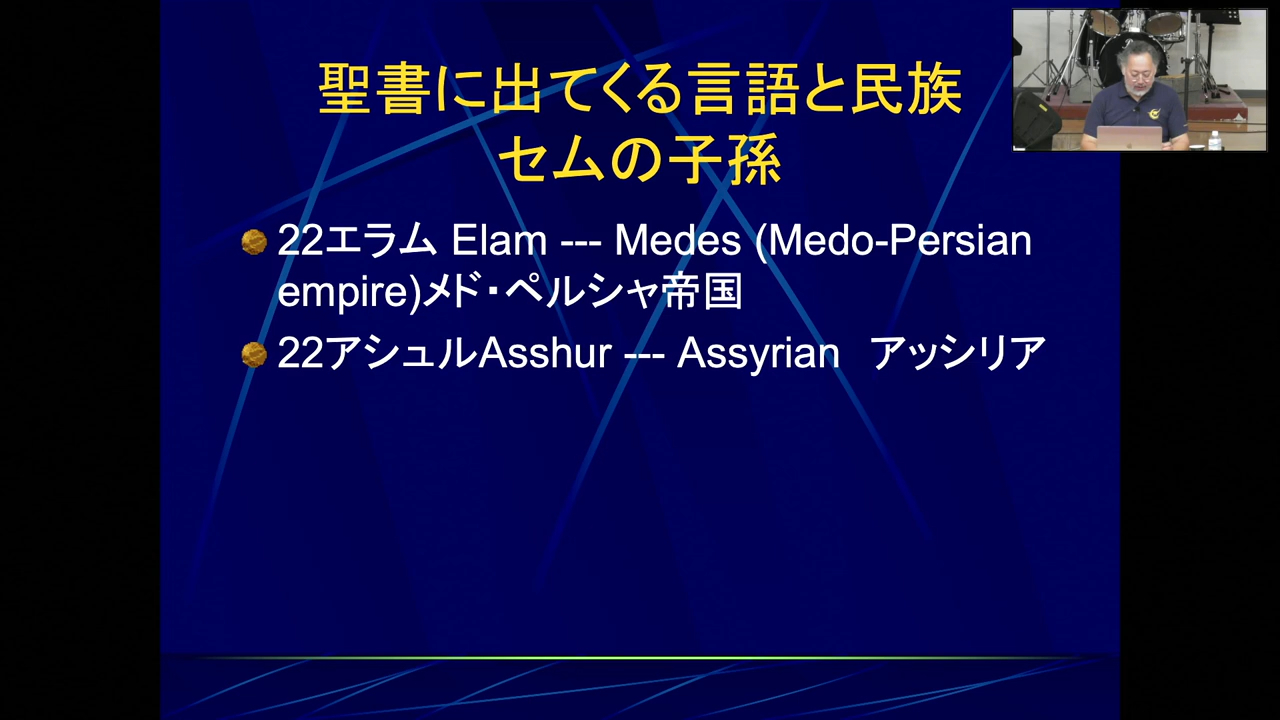 聖書に出てくる言語と民族
セムの子孫
22エラム Elam --- Medes (Medo-Persian
empire)メド・ペルシャ帝国
22アシュルAsshur --- Assyrian　アッシリア